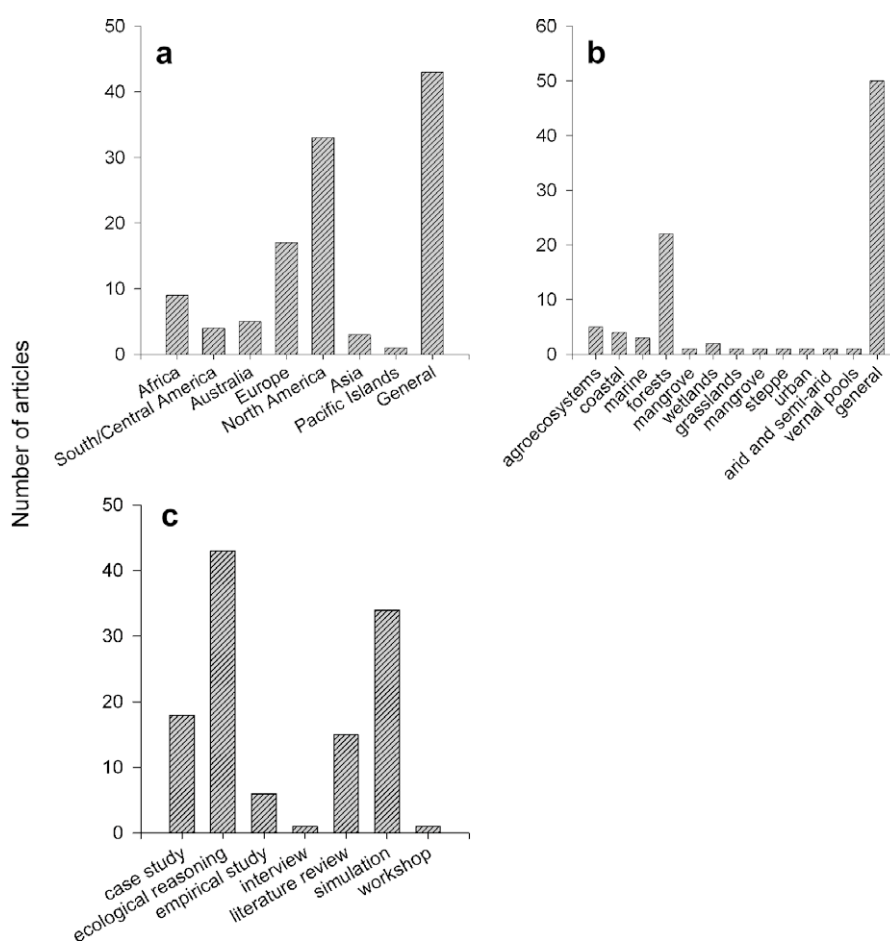 Number of articles
a
50
40
30
20
10
0
Africa
South/Central America
Australia
Europe
North America
Asia
Pacific Islands
General
b
60
50
40
30
20
10
0
agroecosystems
coastal
marine
forests
mangrove
wetlands
grasslands
mangrove
steppe
urban
arid and semi-arid
vernal pools
general
c
50
40
30
20
10
0
case study
ecological reasoning
empirical study
interview
literature review
simulation
workshop